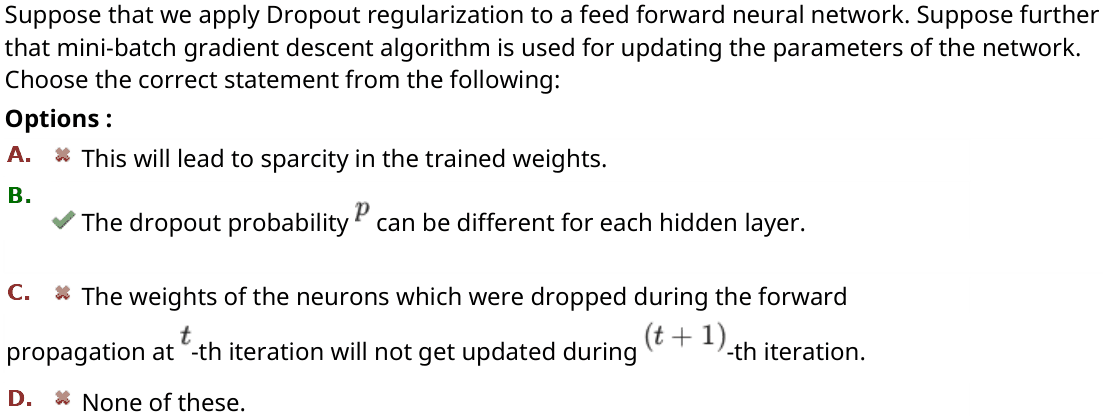 Suppose that we apply Dropout regularization to a feed forward neural network. Suppose further
that mini-batch gradient descent algorithm is used for updating the parameters of the network.
Choose the correct statement from the following:
Options :
A. ✖ This will lead to sparcity in the trained weights.
B.
✔ The dropout probability p can be different for each hidden layer.
C. ✖ The weights of the neurons which were dropped during the forward
propagation at t-th iteration will not get updated during (t + 1)-th iteration.
D. ✖ None of these.